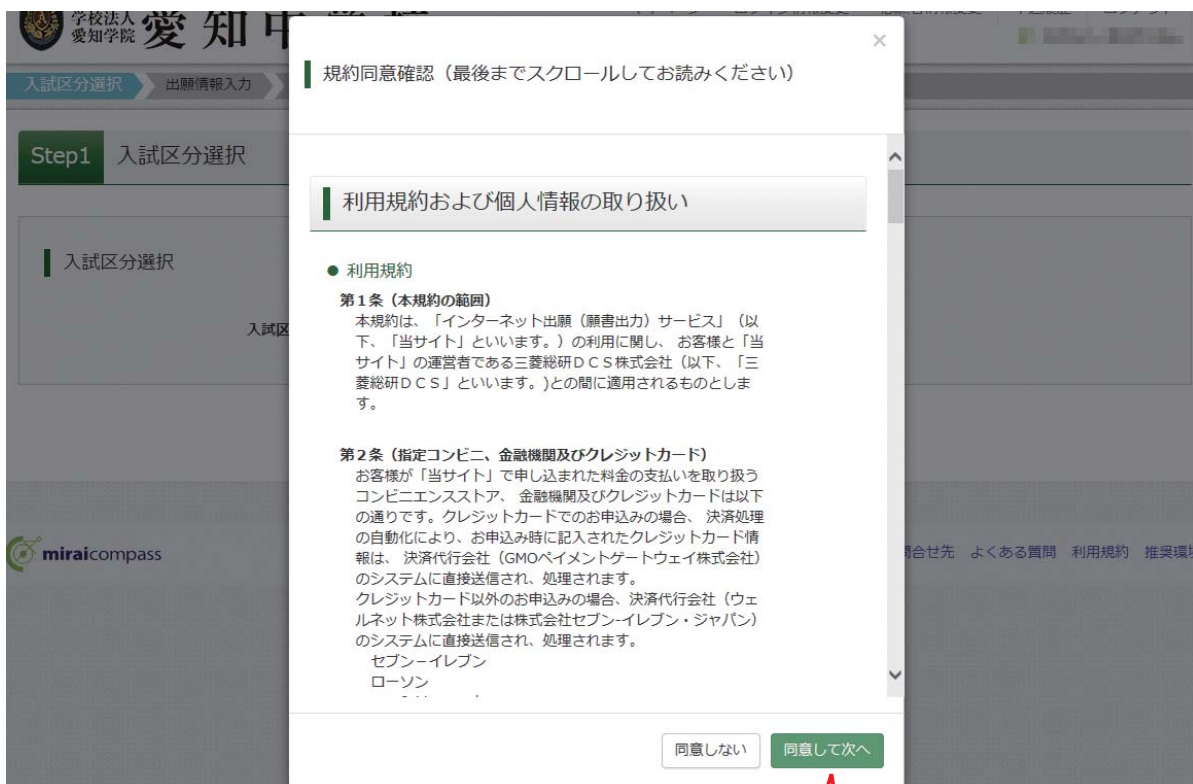 学校法人
愛知学院
愛知中
×
規約同意確認（最後までスクロールしてお読みください）
入試区分選択
出願情報入力
Step1 入試区分選択
利用規約および個人情報の取り扱い
入試区分選択
入試区
● 利用規約
第１条（本規約の範囲）
本規約は、「インターネット出願（願書出力）サービス」（以
下、「当サイト」といいます。）の利用に関し、 お客様と「当
サイト」の運営者である三菱総研ＤＣＳ株式会社（以下、「三
菱総研ＤＣＳ」といいます。)との間に適用されるものとしま
す。
第２条（指定コンビニ、金融機関及びクレジットカード）
お客様が「当サイト」で申し込まれた料金の支払いを取り扱う
コンビニエンスストア、 金融機関及びクレジットカードは以下
の通りです。クレジットカードでのお申込みの場合、 決済処理
の自動化により、お申込み時に記入されたクレジットカード情
報は、 決済代行会社（GMOペイメントゲートウェイ株式会社）
のシステムに直接送信され、処理されます。
クレジットカード以外のお申込みの場合、決済代行会社（ウェ
ルネット株式会社または株式会社セブン-イレブン・ジャパン）
のシステムに直接送信され、処理されます。
セブン－イレブン
ローソン
miraicompass
合せ先 よくある質問 利用規約 推奨環境
同意しない
同意して次へ